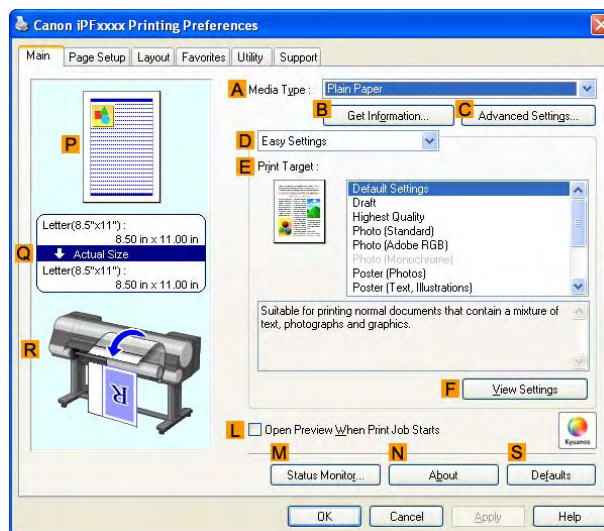 Canon iPFxxxx Printing Preferences
Main Page Setup Layout Favorites Utility Support
A Media Type : Plain Paper
B C
Get Information... Advanced Settings...
D Easy Settings
E Print Target :
P
Default Settings
Draft
Highest Quality
Photo (Standard)
Photo (Adobe RGB)
Photo (Monochrome)
Poster (Photos)
Poster (Text, Illustrations)
Letter(8.5"x11") :
8.50 in x 11.00 in
Q Actual Size
Letter(8.5"x11") :
8.50 in x 11.00 in
Suitable for printing normal documents that contain a mixture of
text, photographs and graphics.
R
R
F View Settings
L Open Preview When Print Job Starts
Kyuanos
M N S
Status Monitor... About Defaults
OK Cancel Apply Help